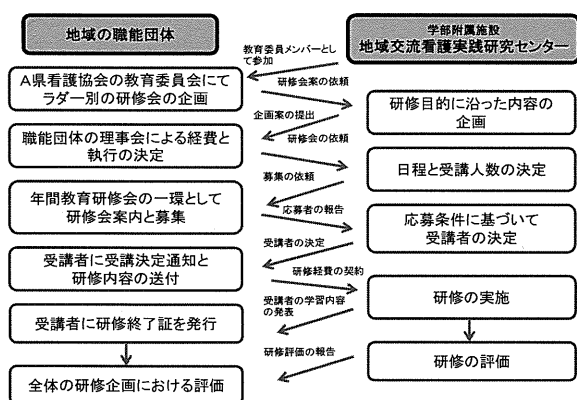 地域の職能団体
学部附属施設
地域交流看護実践研究センター
教育委員メンバーとし
て参加
A県看護協会の教育委員会にて
ラダー別の研修会の企画
研修会案の依頼
研修目的に沿った内容の
企画
企画案の提出
職能団体の理事会による経費と
執行の決定
研修会の依頼
日程と受講人数の決定
募集の依頼
年間教育研修会の一環として
研修会案内と募集
応募者の報告
応募条件に基づいて
受講者の決定
受講者の決定
受講者に受講決定通知と
研修内容の送付
研修経費の契約
研修の実施
受講者の学習内容
の発表
受講者に研修終了証を発行
研修評価の報告
研修の評価
全体の研修企画における評価